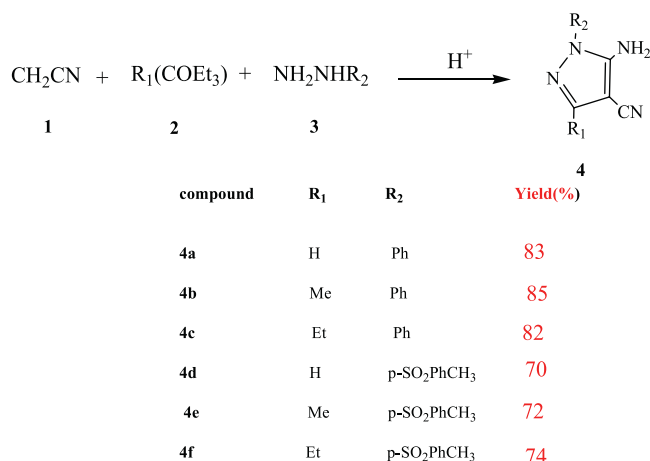 R₂
CH₂CN + R₁(COEt₃) + NH₂NHR₂ H⁺ N N NH₂
R₁ CN
1 2 3 4
compound R₁ R₂ Yield(%)
4a H Ph 83
4b Me Ph 85
4c Et Ph 82
4d H p-SO₂PhCH₃ 70
4e Me p-SO₂PhCH₃ 72
4f Et p-SO₂PhCH₃ 74